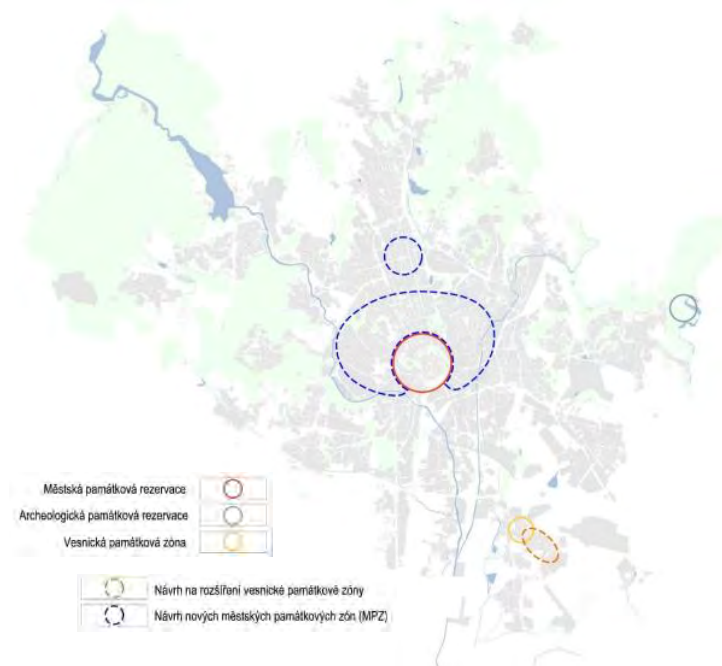 Městská památková rezervace
Archeologická památková rezervace
Vesnická památková zóna
Návrh na rozšíření vesnické památkové zóny
Návrh nových městských památkových zón (MPZ)